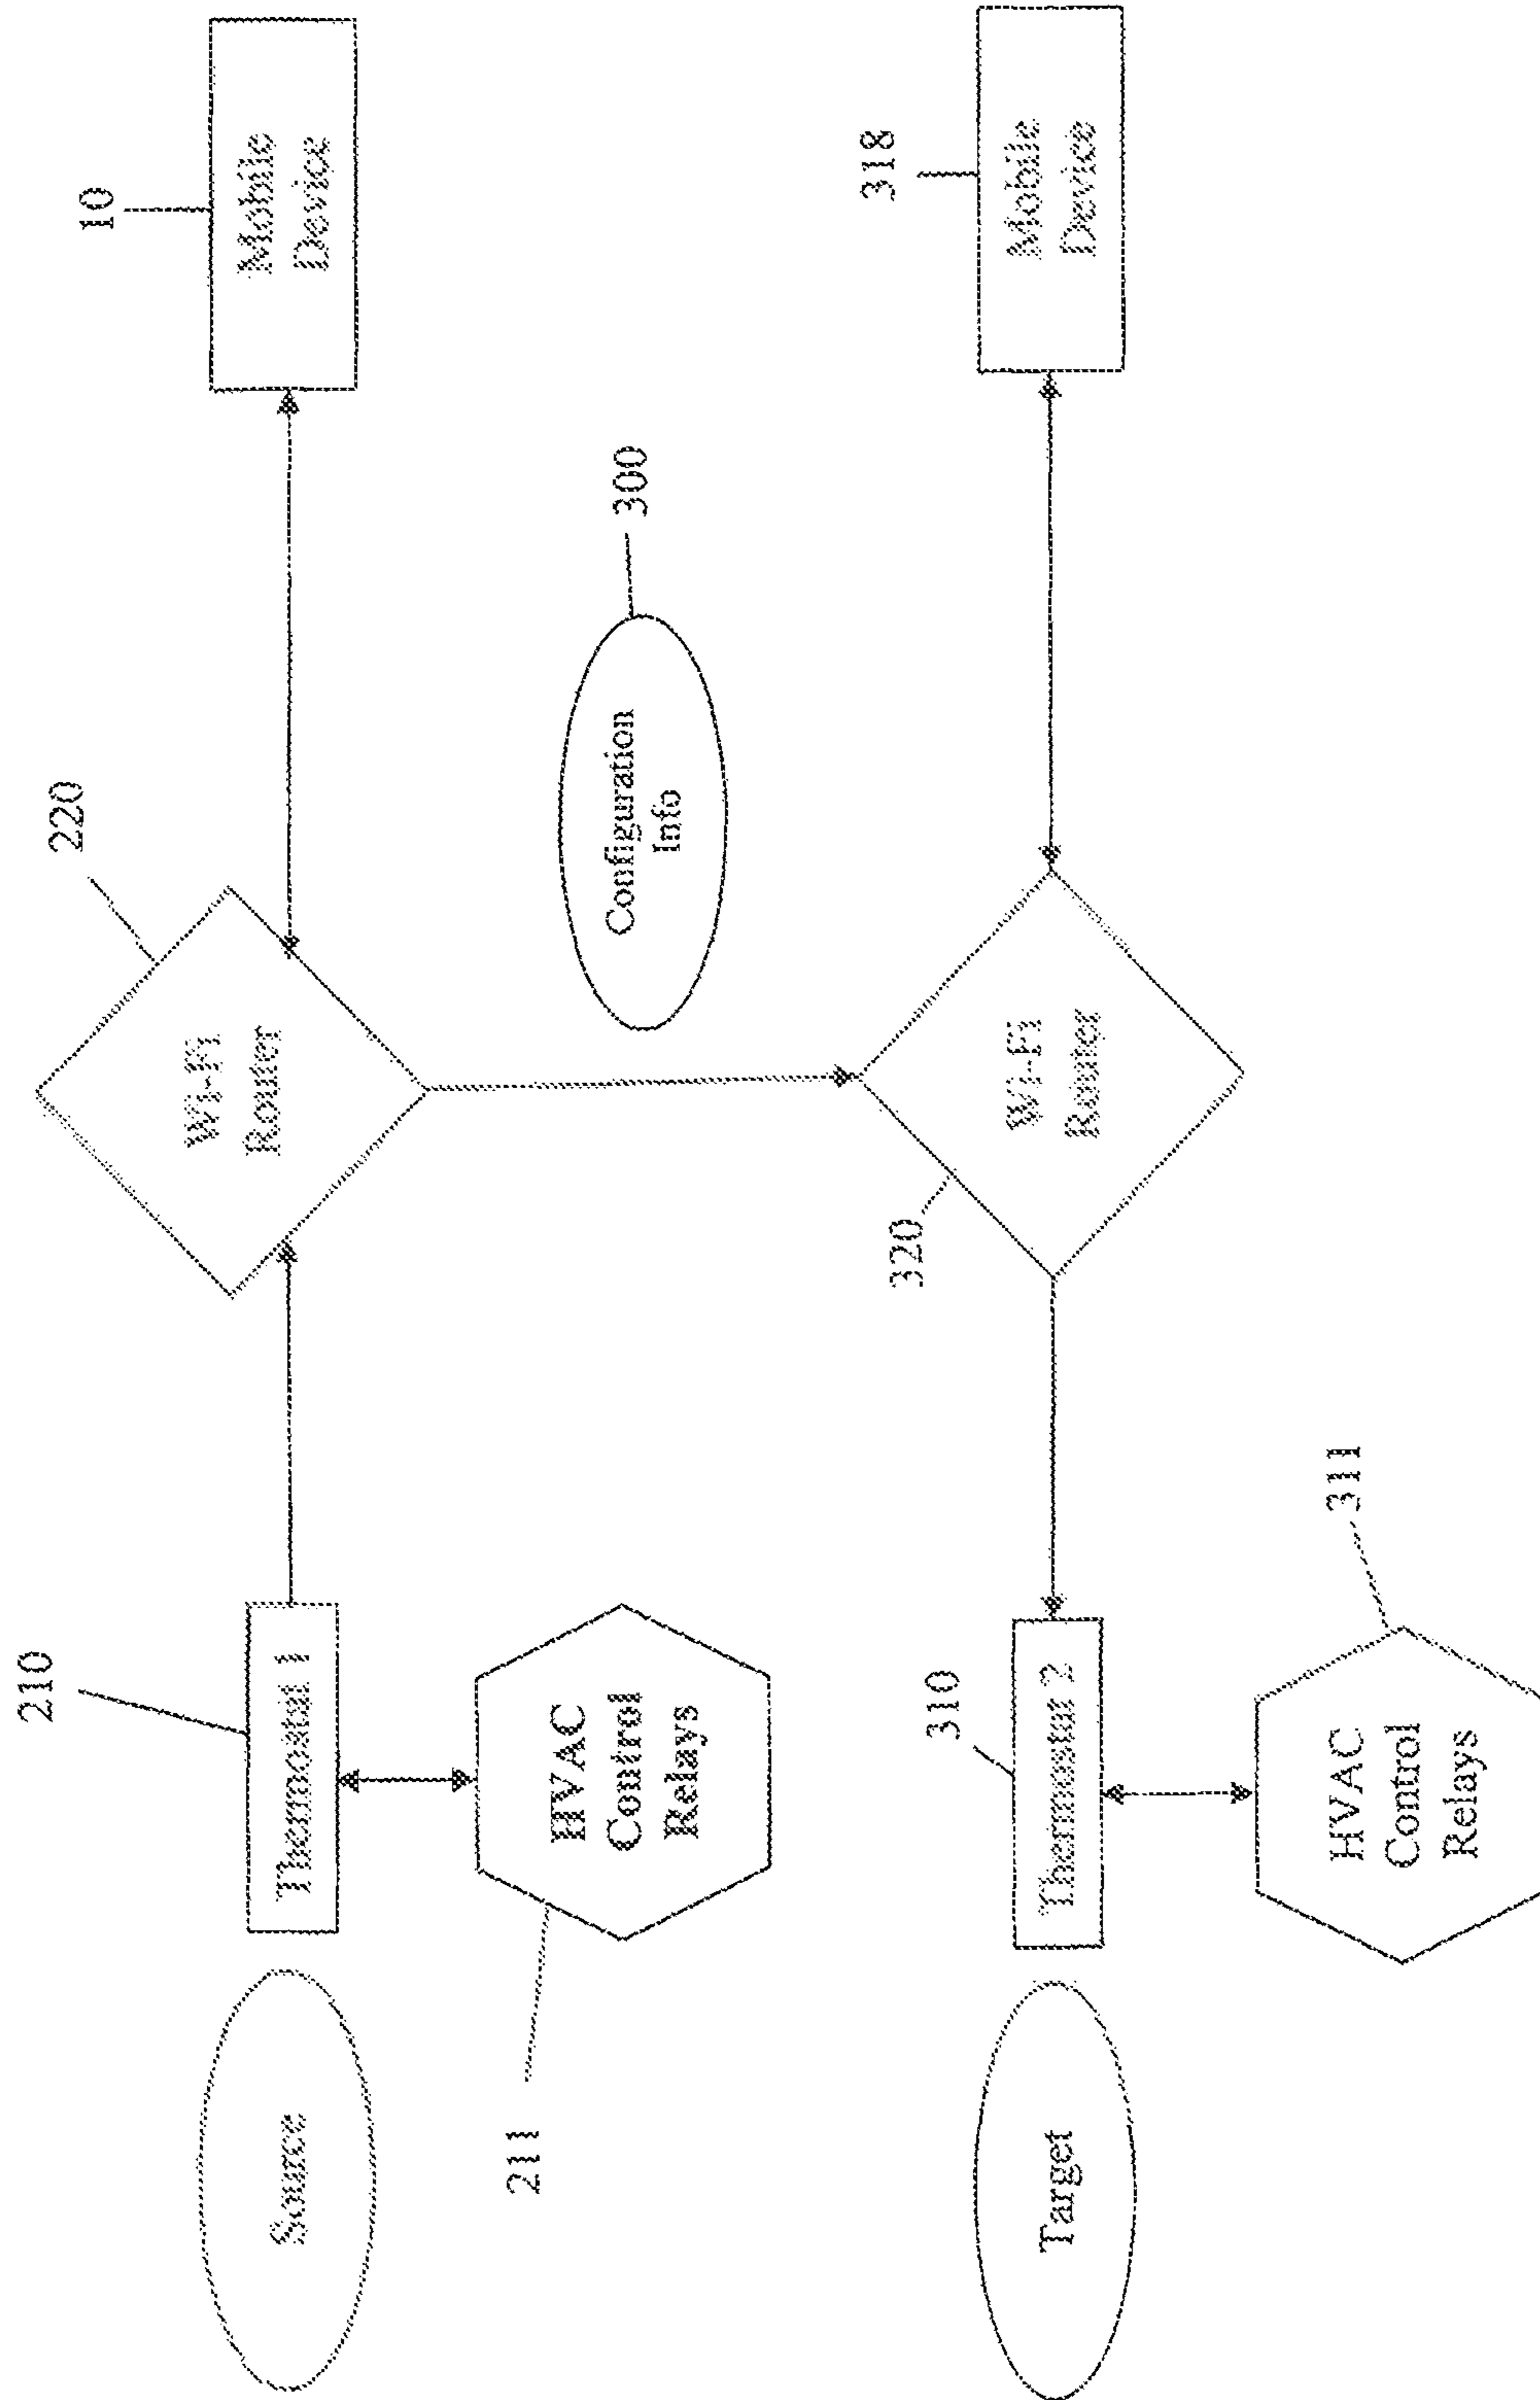 Source
210
Thermostat 1
211
HVAC
Control
Relays
220
Wi-Fi
Router
10
Mobile
Device
Configuration
Info
300
Target
310
Thermostat 2
HVAC
Control
Relays
311
320
Wi-Fi
Router
318
Mobile
Device